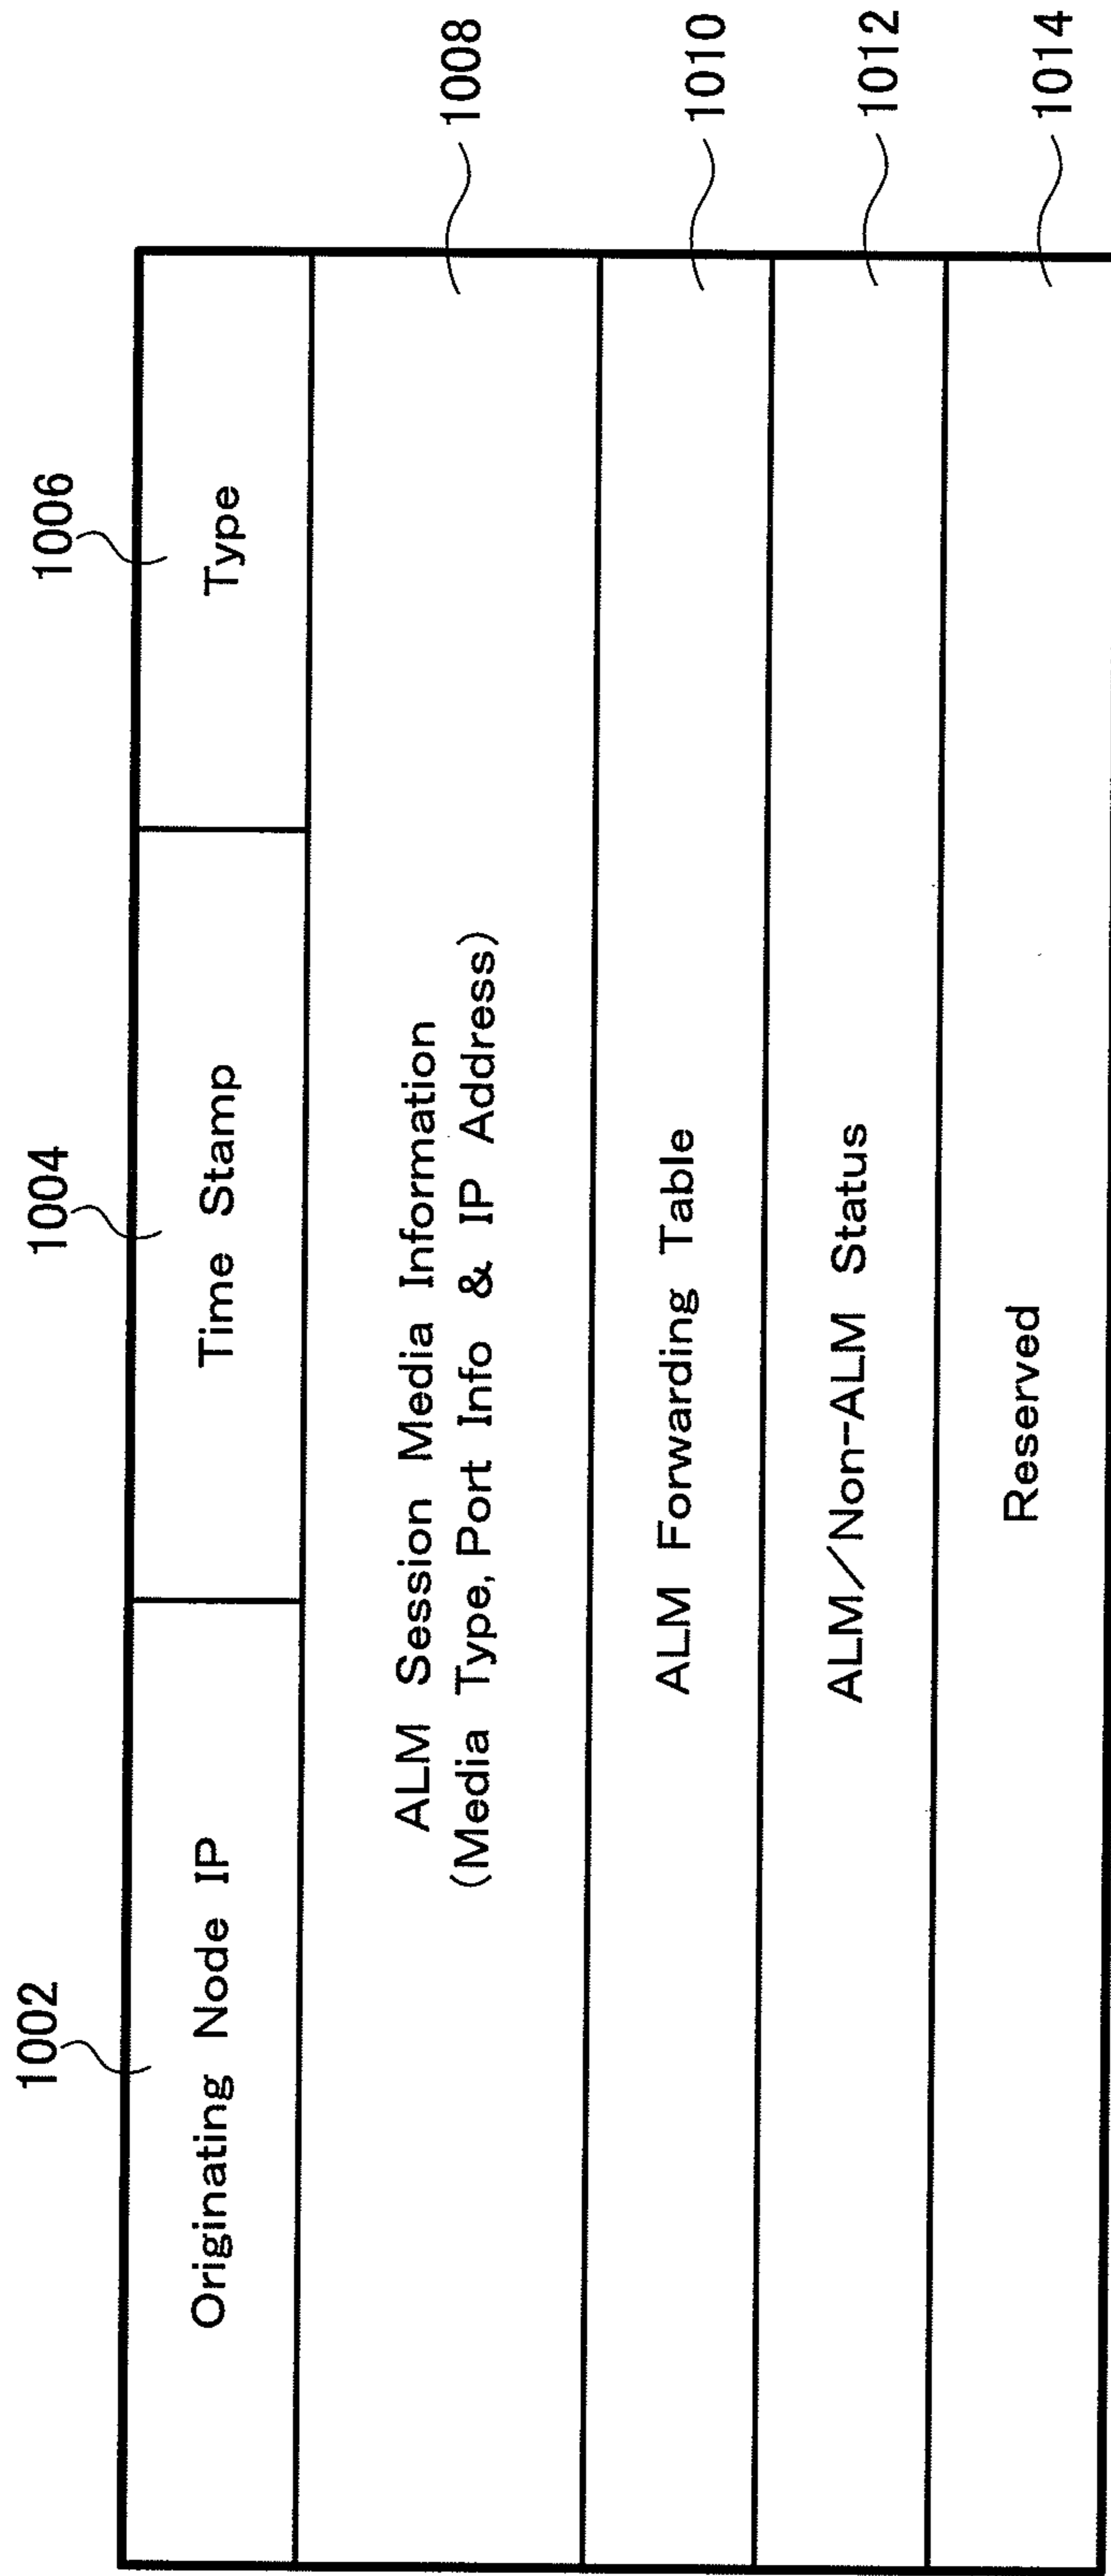 1002
1004
1006
Originating Node IP
Time Stamp
Type
ALM Session Media Information
(Media Type, Port Info & IP Address)
1008
ALM Forwarding Table
1010
ALM/Non-ALM Status
1012
Reserved
1014